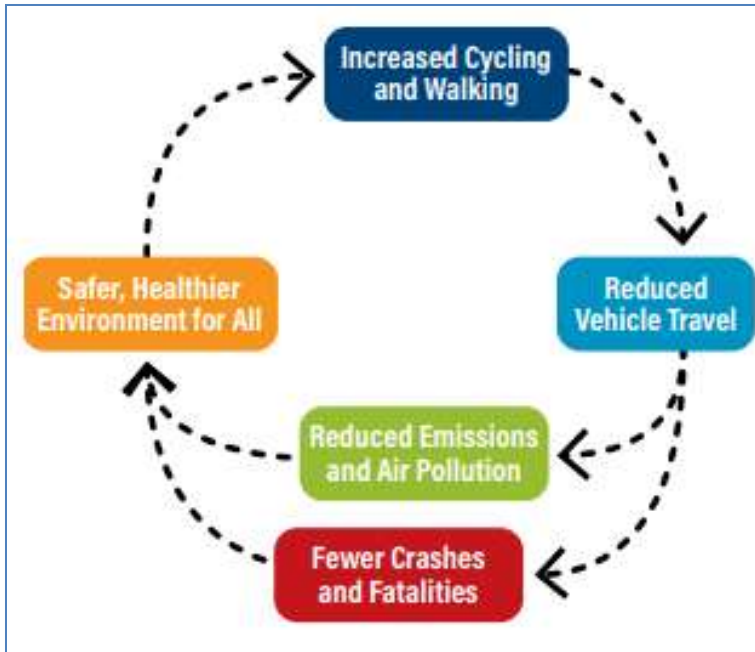 Increased Cycling
and Walking
Safer, Healthier
Environment for All
Reduced
Vehicle Travel
Reduced Emissions
and Air Pollution
Fewer Crashes
and Fatalities